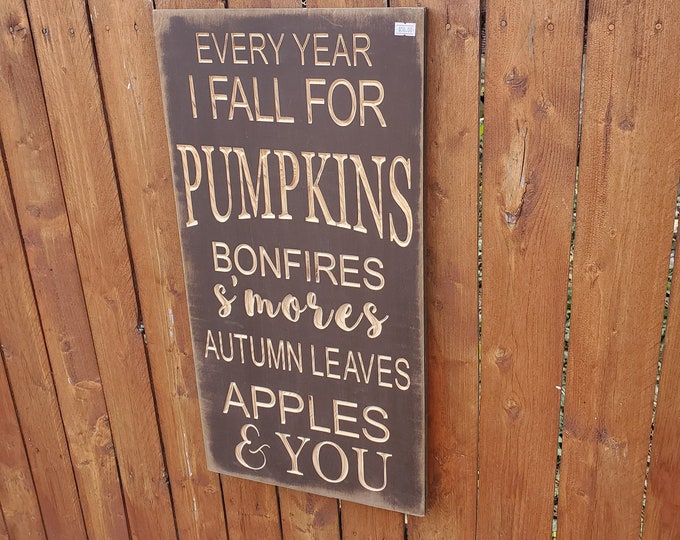 EVERY YEAR
I FALL FOR
PUMPKINS
BONFIRES
s'mores
AUTUMN LEAVES
APPLES
& YOU